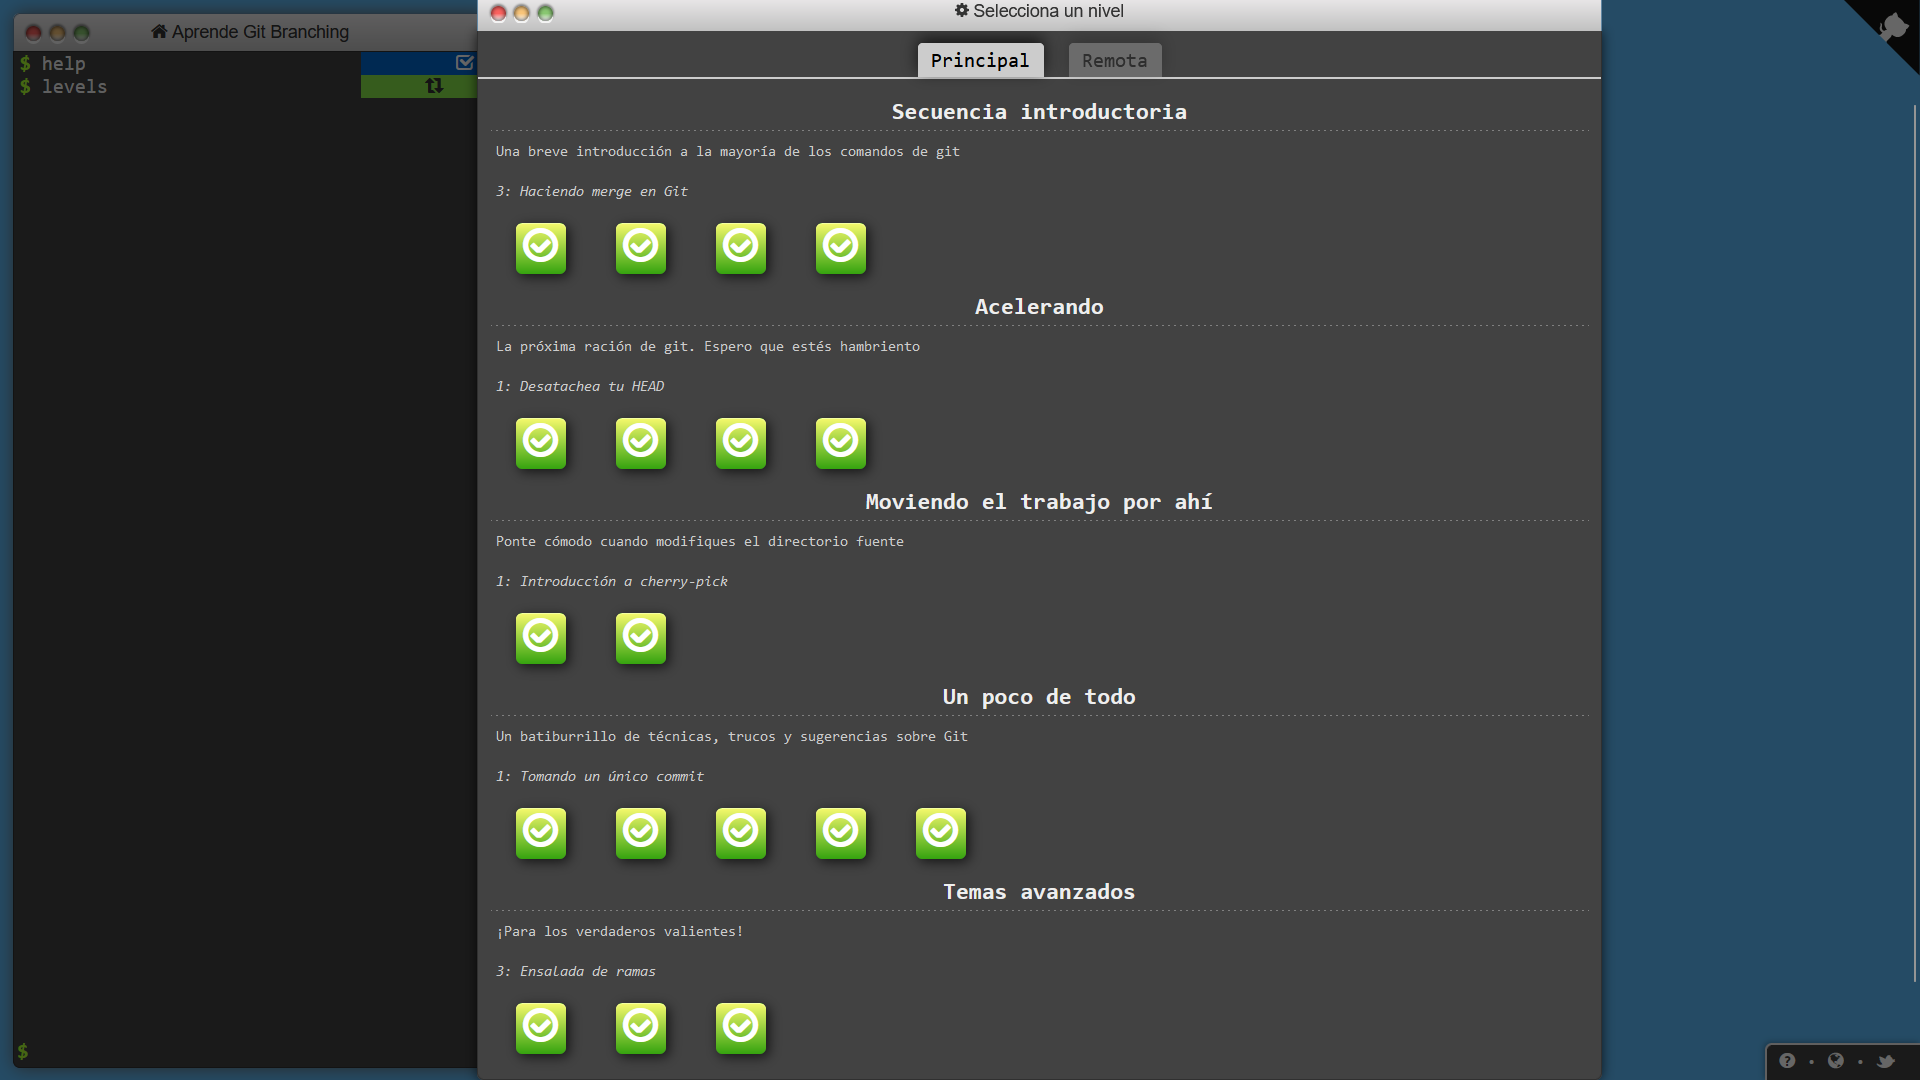 Aprende Git Branching
$ help
$ levels
$
Selecciona un nivel
Principal
Remota
Secuencia introductoria
Una breve introducción a la mayoría de los comandos de git
3: Haciendo merge en Git
Acelerando
La próxima ración de git. Espero que estés hambriento
1: Desatachea tu HEAD
Moviendo el trabajo por ahí
Ponte cómodo cuando modifiques el directorio fuente
1: Introducción a cherry-pick
Un poco de todo
Un batiburrillo de técnicas, trucos y sugerencias sobre Git
1: Tomando un único commit
Temas avanzados
¡Para los verdaderos valientes!
3: Ensalada de ramas